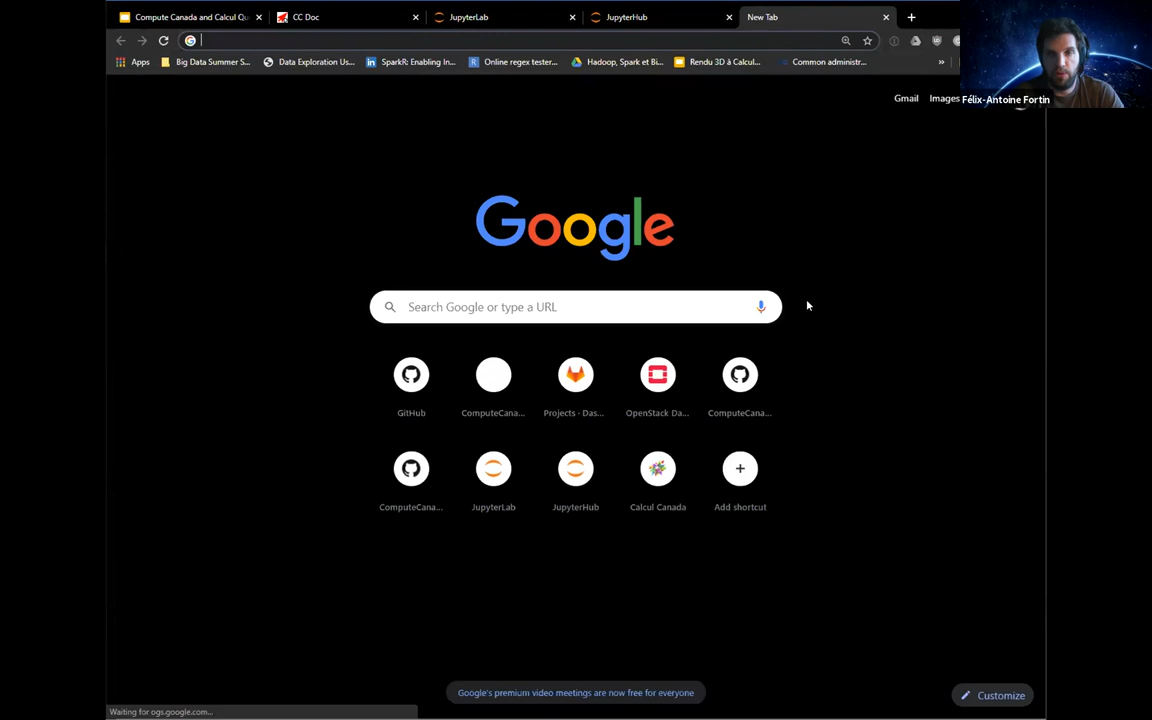 Compute Canada and Calcul Qu
CC Doc
JupyterLab
JupyterHub
New Tab
Apps
Big Data Summer S...
Data Exploration Us...
SparkR: Enabling In...
Online regex tester...
Hadoop, Spark et Bi...
Rendu 3D à Calcul...
Common administr...
»
Gmail
Images
Félix-Antoine Fortin
Google
Search Google or type a URL
GitHub
ComputeCana...
Projects · Das...
OpenStack Da...
ComputeCana...
ComputeCana...
JupyterLab
JupyterHub
Calcul Canada
Add shortcut
Google's premium video meetings are now free for everyone
Customize
Waiting for ogs.google.com...